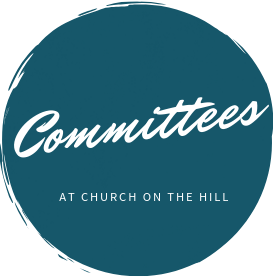 Committees
AT CHURCH ON THE HILL